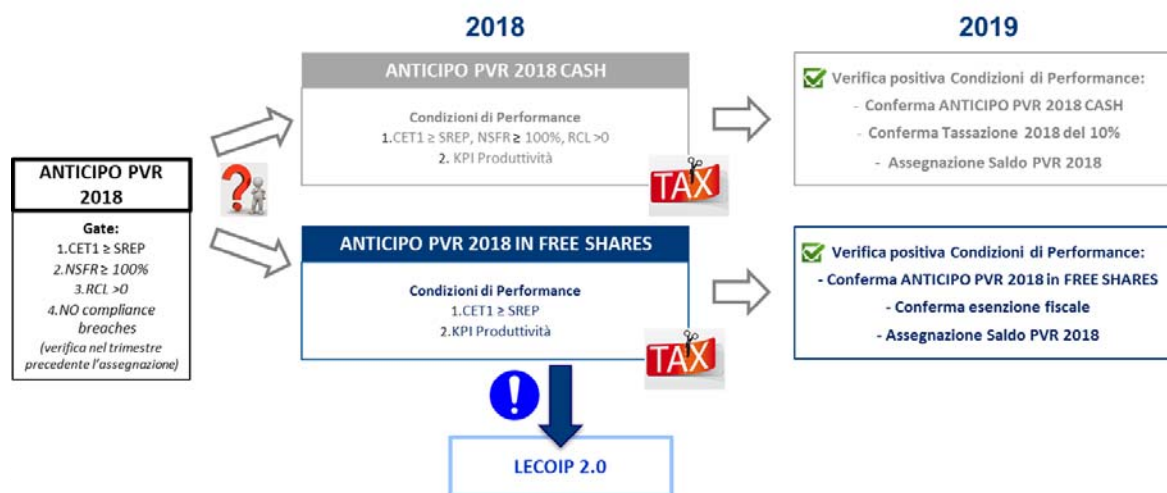 2018
2019
ANTICIPO PVR 2018 CASH
Condizioni di Performance
1.CET1 ≥ SREP, NSFR ≥ 100%, RCL >0
2. KPI Produttività
TAX
Verifica positiva Condizioni di Performance:
- Conferma ANTICIPO PVR 2018 CASH
- Conferma Tassazione 2018 del 10%
- Assegnazione Saldo PVR 2018
ANTICIPO PVR
2018
Gate:
1.CET1 ≥ SREP
2.NSFR ≥ 100%
3.RCL >0
4.NO compliance
breaches
(verifica nel trimestre
precedente l'assegnazione)
ANTICIPO PVR 2018 IN FREE SHARES
Condizioni di Performance
1.CET1 ≥ SREP
2.KPI Produttività
TAX
Verifica positiva Condizioni di Performance:
- Conferma ANTICIPO PVR 2018 in FREE SHARES
- Conferma esenzione fiscale
- Assegnazione Saldo PVR 2018
LECOIP 2.0